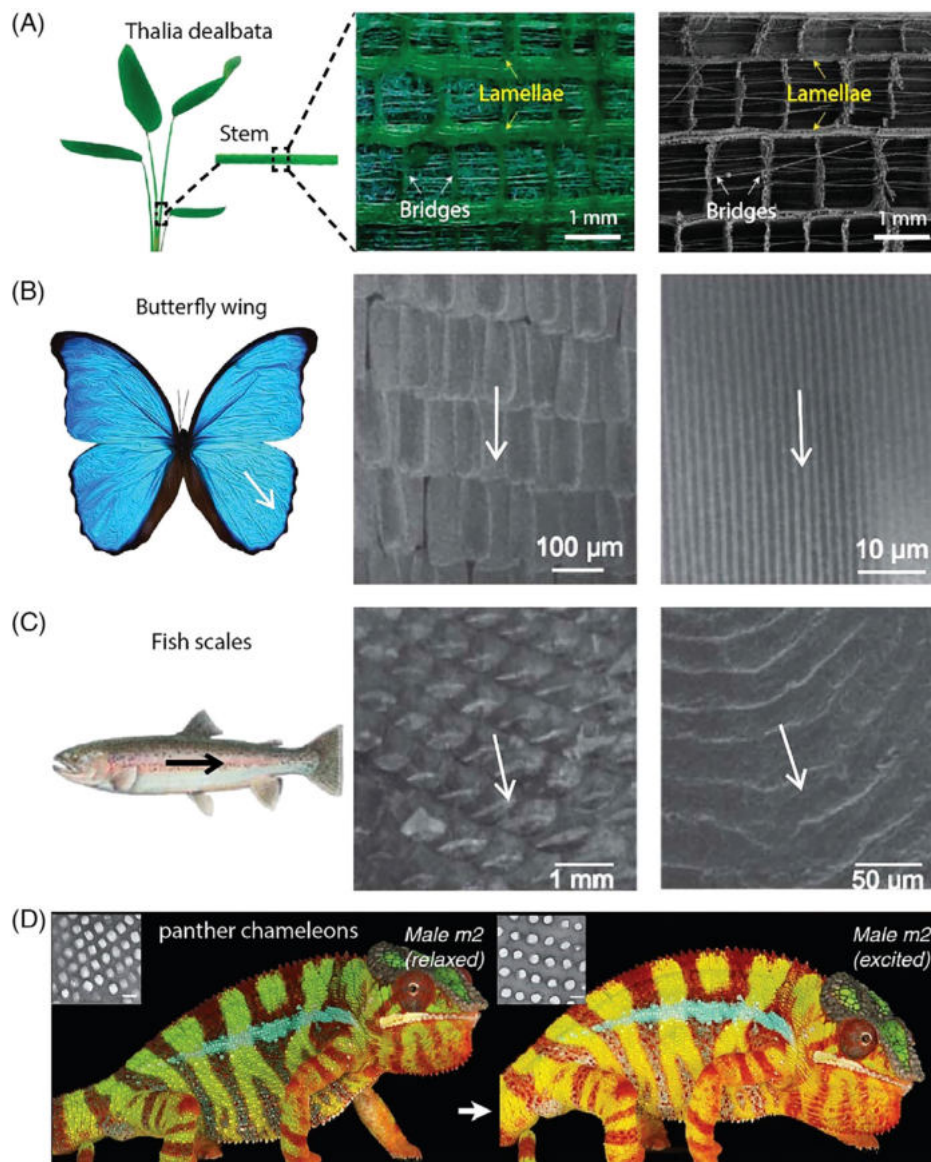 (A)
Thalia dealbata
Stem
Lamellae
Bridges
1 mm
Lamellae
Bridges
1 mm
(B)
Butterfly wing
100 µm
10 µm
(C)
Fish scales
1 mm
50 µm
(D)
panther chameleons
Male m2
(relaxed)
Male m2
(excited)